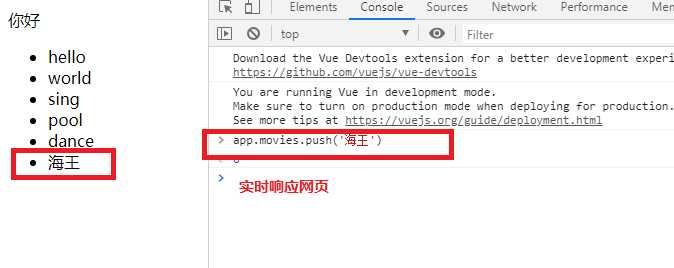 你好
hello
world
sing
pool
dance
海王
Elements
Console
Sources
Network
Performance
Mem
top
Filter
Download the Vue Devtools extension for a better development experi
https://github.com/vuejs/vue-devtools
You are running Vue in development mode.
Make sure to turn on production mode when deploying for production.
See more tips at https://vuejs.org/guide/deployment.html
app.movies.push('海王')
实时响应网页